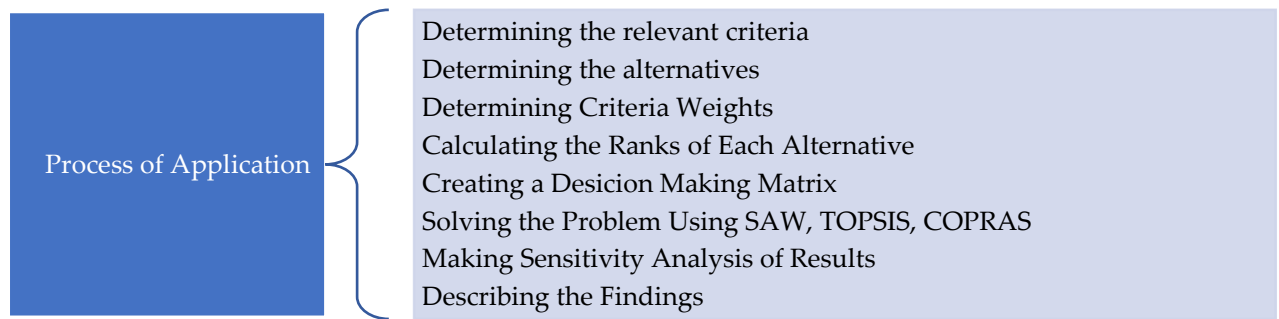 Process of Application
Determining the relevant criteria
Determining the alternatives
Determining Criteria Weights
Calculating the Ranks of Each Alternative
Creating a Desicion Making Matrix
Solving the Problem Using SAW, TOPSIS, COPRAS
Making Sensitivity Analysis of Results
Describing the Findings